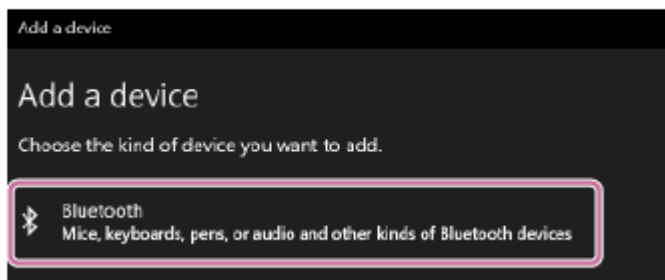 Add a device
Add a device
Choose the kind of device you want to add.
Bluetooth
Mice, keyboards, pens, or audio and other kinds of Bluetooth devices